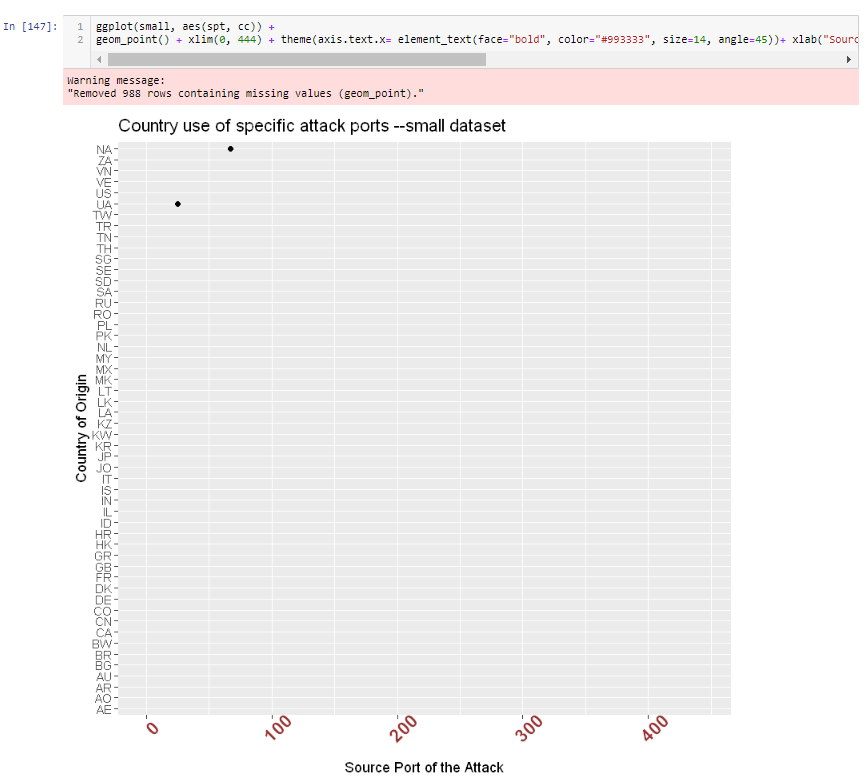 In [147]:
1 ggplot(small, aes(spt, cc)) +
2 geom_point() + xlim(0, 444) + theme(axis.text.x= element_text(face="bold", color="#993333", size=14, angle=45))+ xlab("Sourc
Warning message:
"Removed 988 rows containing missing values (geom_point)."
Country use of specific attack ports --small dataset
NA
ZA
VN
VE
US
UA
TW
TR
TN
TH
SG
SE
SD
SA
RU
RO
PL
PK
NL
MY
MX
MK
LT
LK
LA
KZ
KW
KR
JP
JO
IT
IS
IN
IL
ID
HR
HK
GR
GB
FR
DK
DE
CO
CN
CA
BW
BR
BG
AU
AR
AO
AE
Country of Origin
0 100 200 300 400
Source Port of the Attack